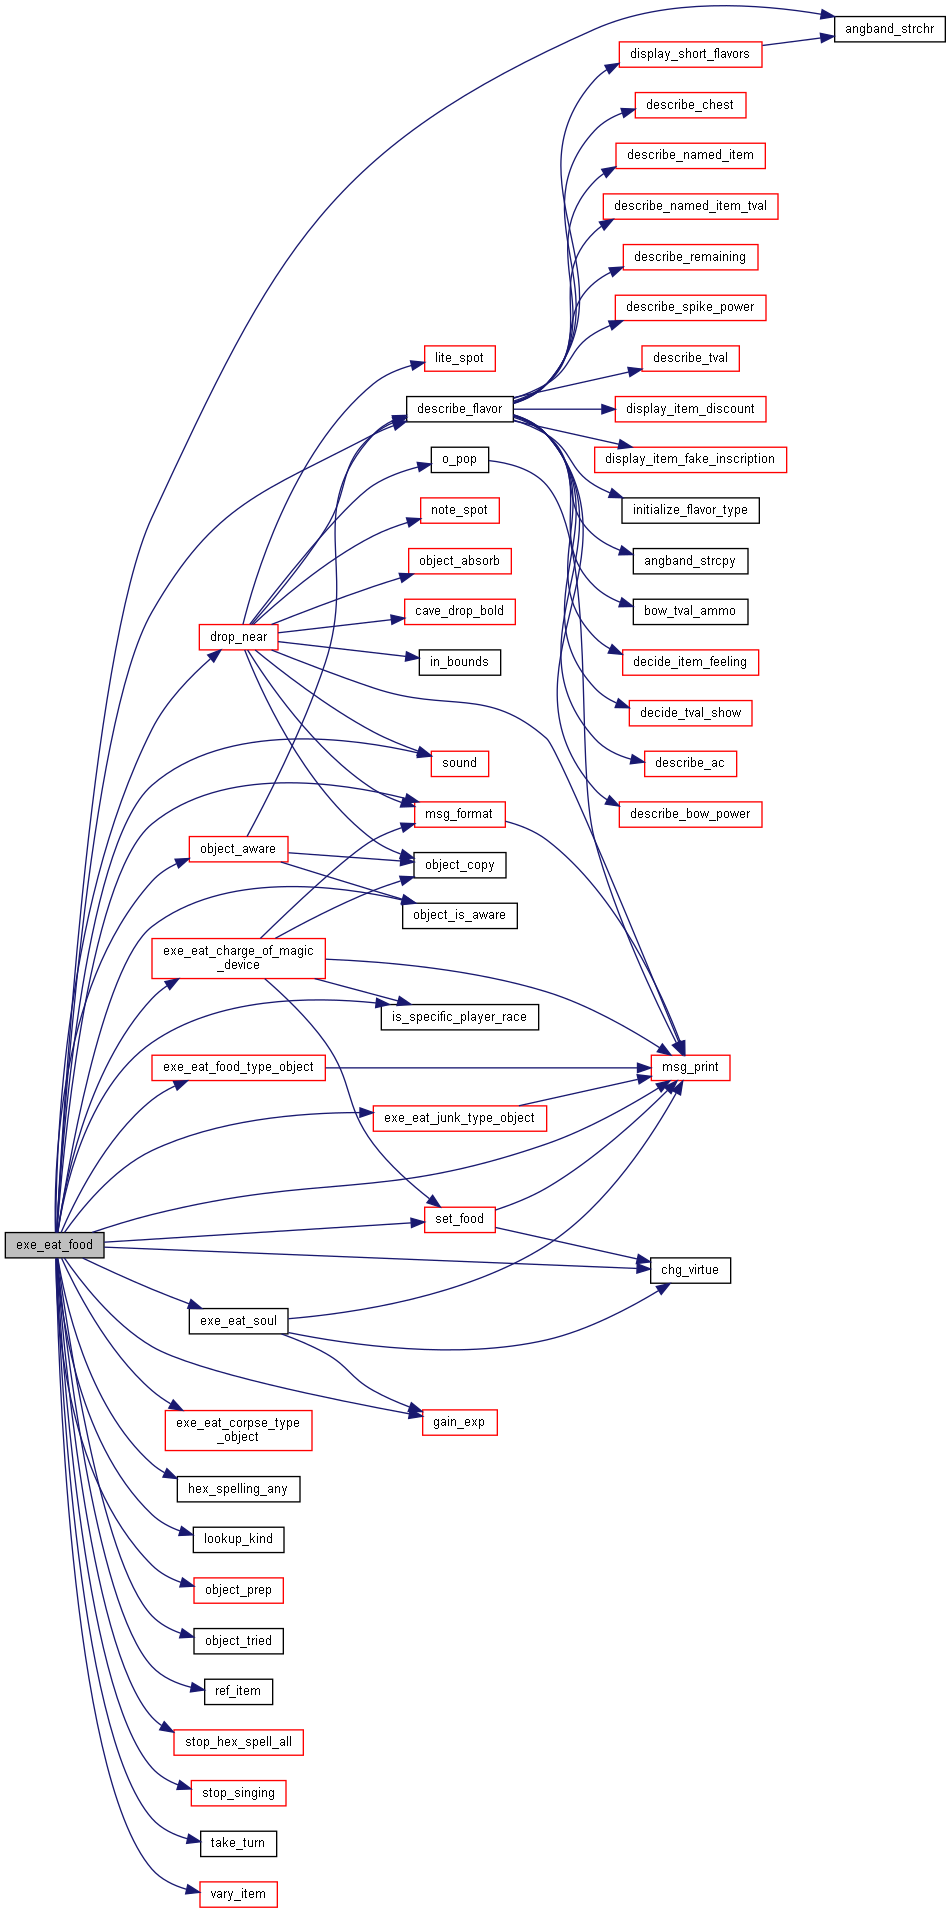 angband_strchr
display_short_flavors
describe_chest
describe_named_item
describe_named_item_tval
describe_remaining
describe_spike_power
lite_spot
describe_tval
describe_flavor
display_item_discount
o_pop
display_item_fake_inscription
note_spot
initialize_flavor_type
object_absorb
angband_strcpy
cave_drop_bold
bow_tval_ammo
drop_near
in_bounds
decide_item_feeling
decide_tval_show
sound
describe_ac
msg_format
describe_bow_power
object_aware
object_copy
object_is_aware
exe_eat_charge_of_magic
_device
is_specific_player_race
exe_eat_food_type_object
msg_print
exe_eat_junk_type_object
set_food
exe_eat_food
chg_virtue
exe_eat_soul
gain_exp
exe_eat_corpse_type
_object
hex_spelling_any
lookup_kind
object_prep
object_tried
ref_item
stop_hex_spell_all
stop_singing
take_turn
vary_item